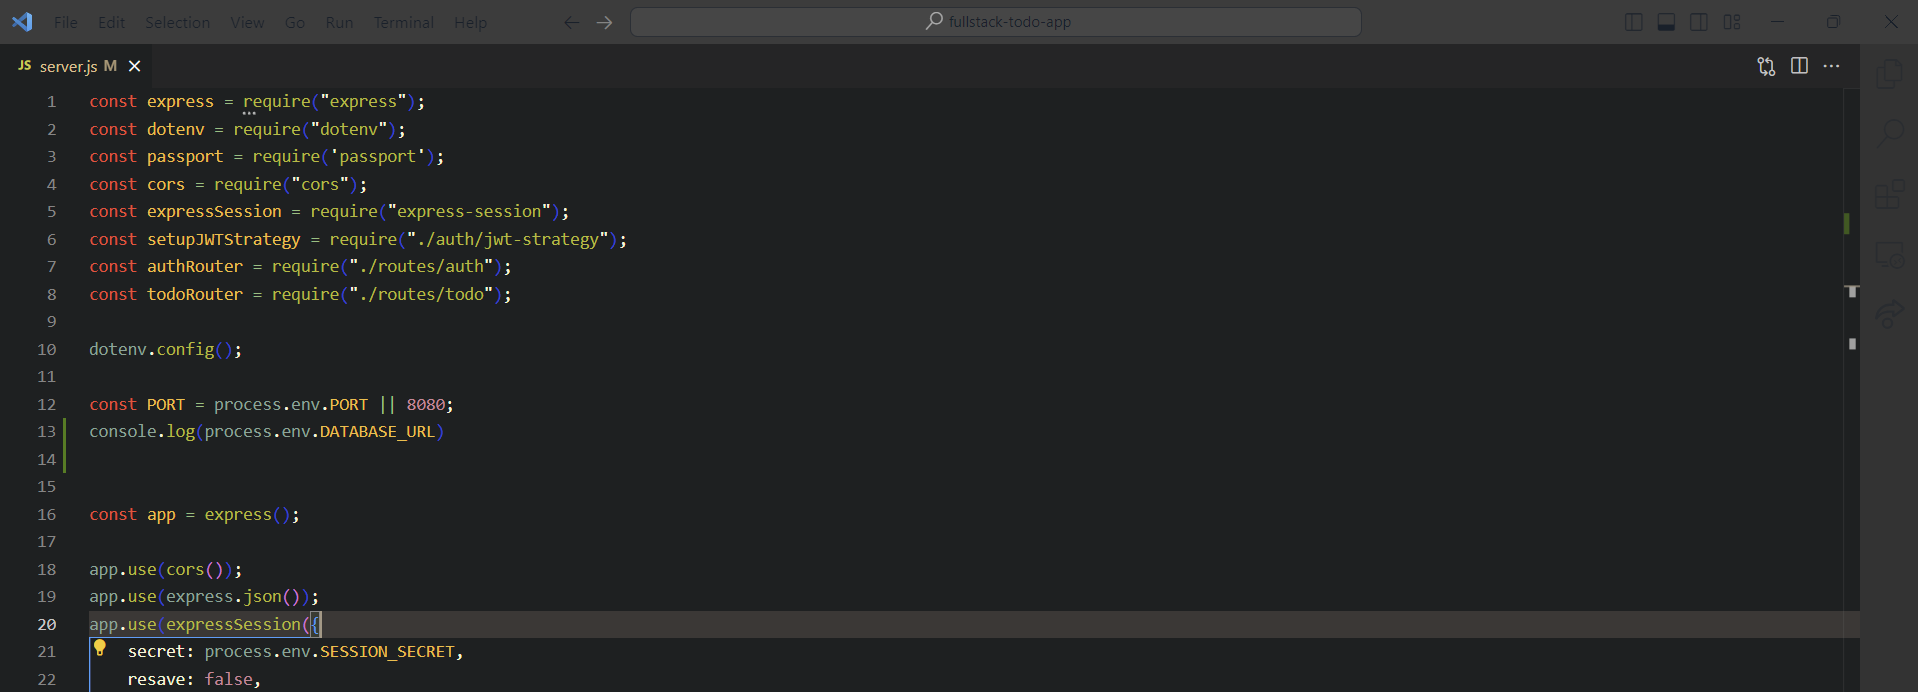 File Edit Selection View Go Run Terminal Help fullstack-todo-app
JS server.js M
1 const express = require("express");
2 const dotenv = require("dotenv");
3 const passport = require('passport');
4 const cors = require("cors");
5 const expressSession = require("express-session");
6 const setupJWTStrategy = require("./auth/jwt-strategy");
7 const authRouter = require("./routes/auth");
8 const todoRouter = require("./routes/todo");
9
10 dotenv.config();
11
12 const PORT = process.env.PORT || 8080;
13 console.log(process.env.DATABASE_URL)
14
15
16 const app = express();
17
18 app.use(cors());
19 app.use(express.json());
20 app.use(expressSession({
21 secret: process.env.SESSION_SECRET,
22 resave: false,